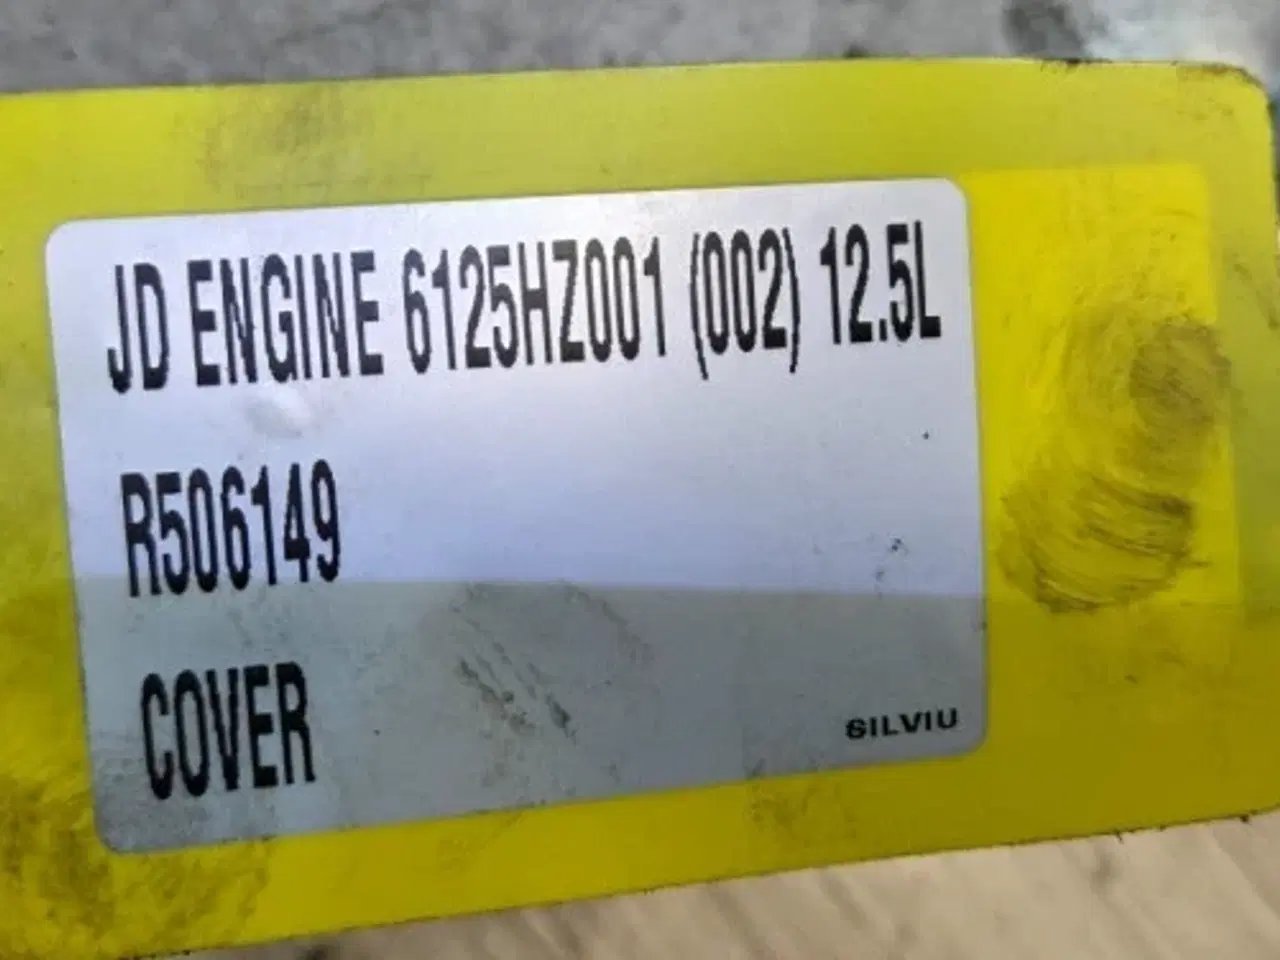 JD ENGINE 6125HZ001 (002) 12.5L
R506149
COVER
SILVIU